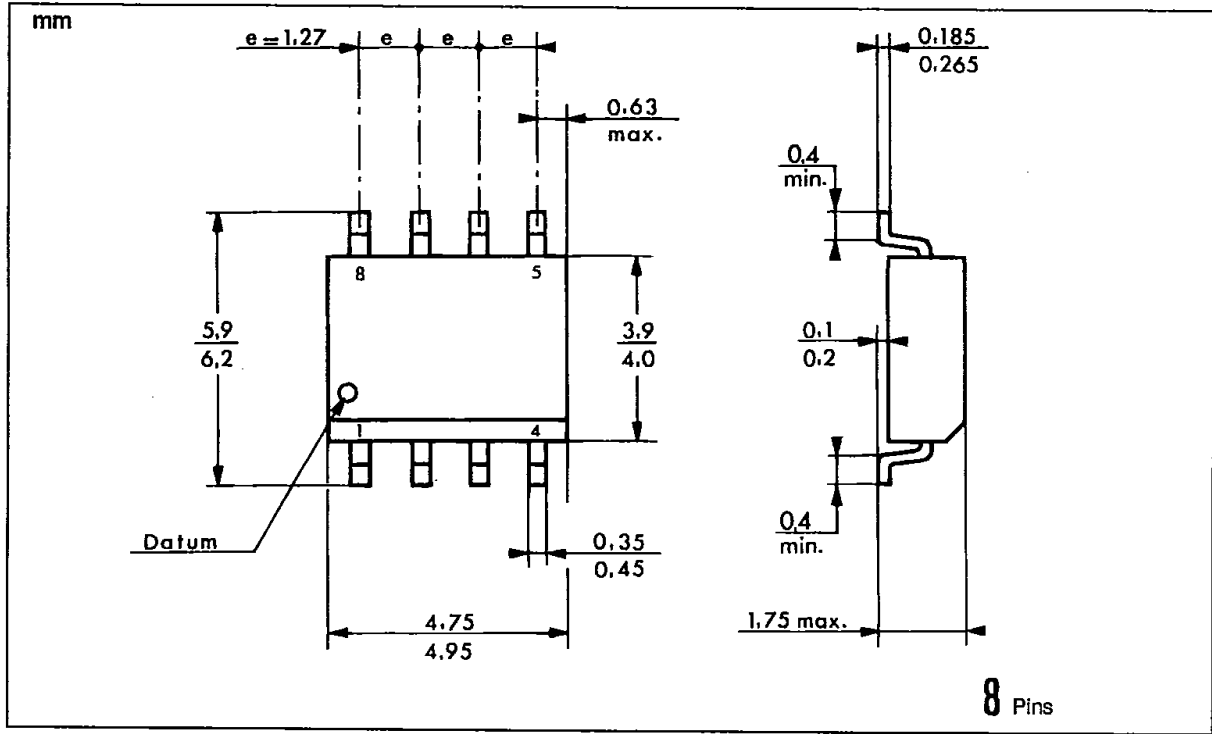 mm
e=1.27 e e e
0.185
0.265
0.63
max.
0,4
min.
8 5
5,9
6,2
3,9
4,0
0.1
0.2
1 4
Datum
0,35
0,45
0,4
min.
4.75
4.95
1,75 max.
8 Pins